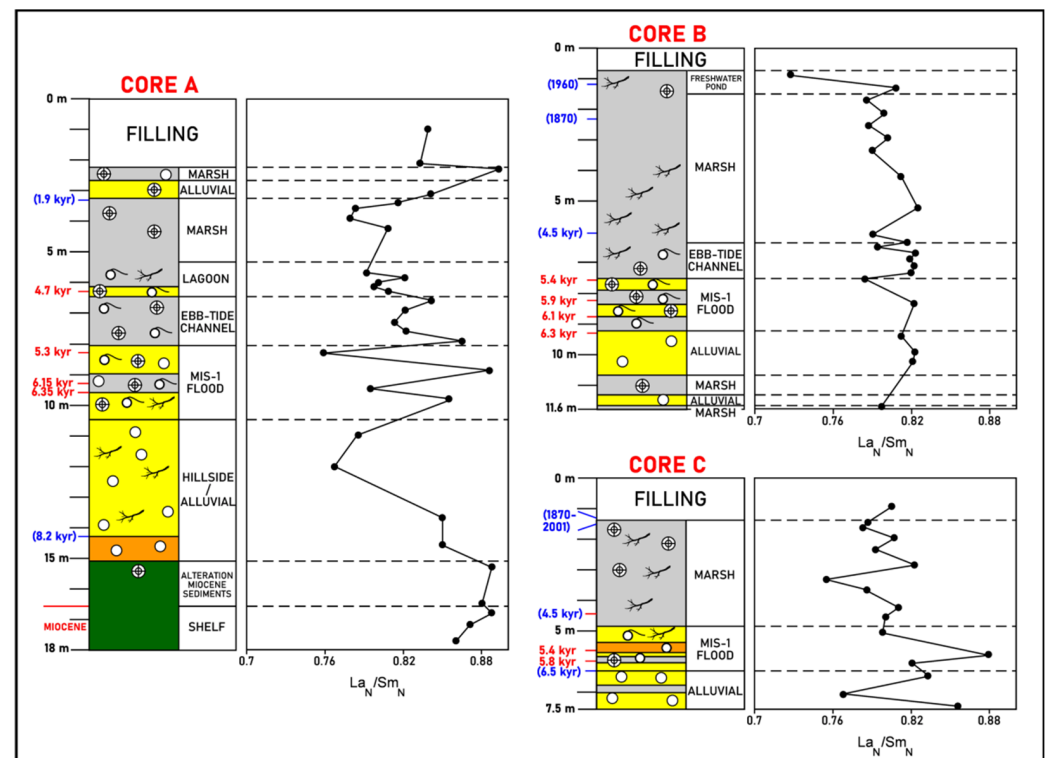 CORE A
0 m
FILLING
MARSH
ALLUVIAL
(1.9 kyr)
MARSH
5 m
LAGOON
4.7 kyr
EBB-TIDE
CHANNEL
5.3 kyr
MIS-1
FLOOD
6.15 kyr
6.35 kyr
10 m
HILLSIDE
/
ALLUVIAL
(8.2 kyr)
15 m
ALTERATION
MIOCENE
SEDIMENTS
MIOCENE
SHELF
18 m
0.7 0.76 0.82 0.88
LaN/SmN
CORE B
0 m
FILLING
FRESHWATER
POND
(1960)
(1870)
MARSH
5 m
(4.5 kyr)
EBB-TIDE
CHANNEL
5.4 kyr
5.9 kyr
MIS-1
FLOOD
6.1 kyr
6.3 kyr
10 m
ALLUVIAL
MARSH
ALLUVIAL
11.6 m
MARSH
0.7 0.76 0.82 0.88
LaN/SmN
CORE C
0 m
FILLING
(1870-
2001)
MARSH
(4.5 kyr)
5 m
MIS-1
FLOOD
5.4 kyr
5.8 kyr
(6.5 kyr)
ALLUVIAL
7.5 m
0.7 0.76 0.82 0.88
LaN/SmN